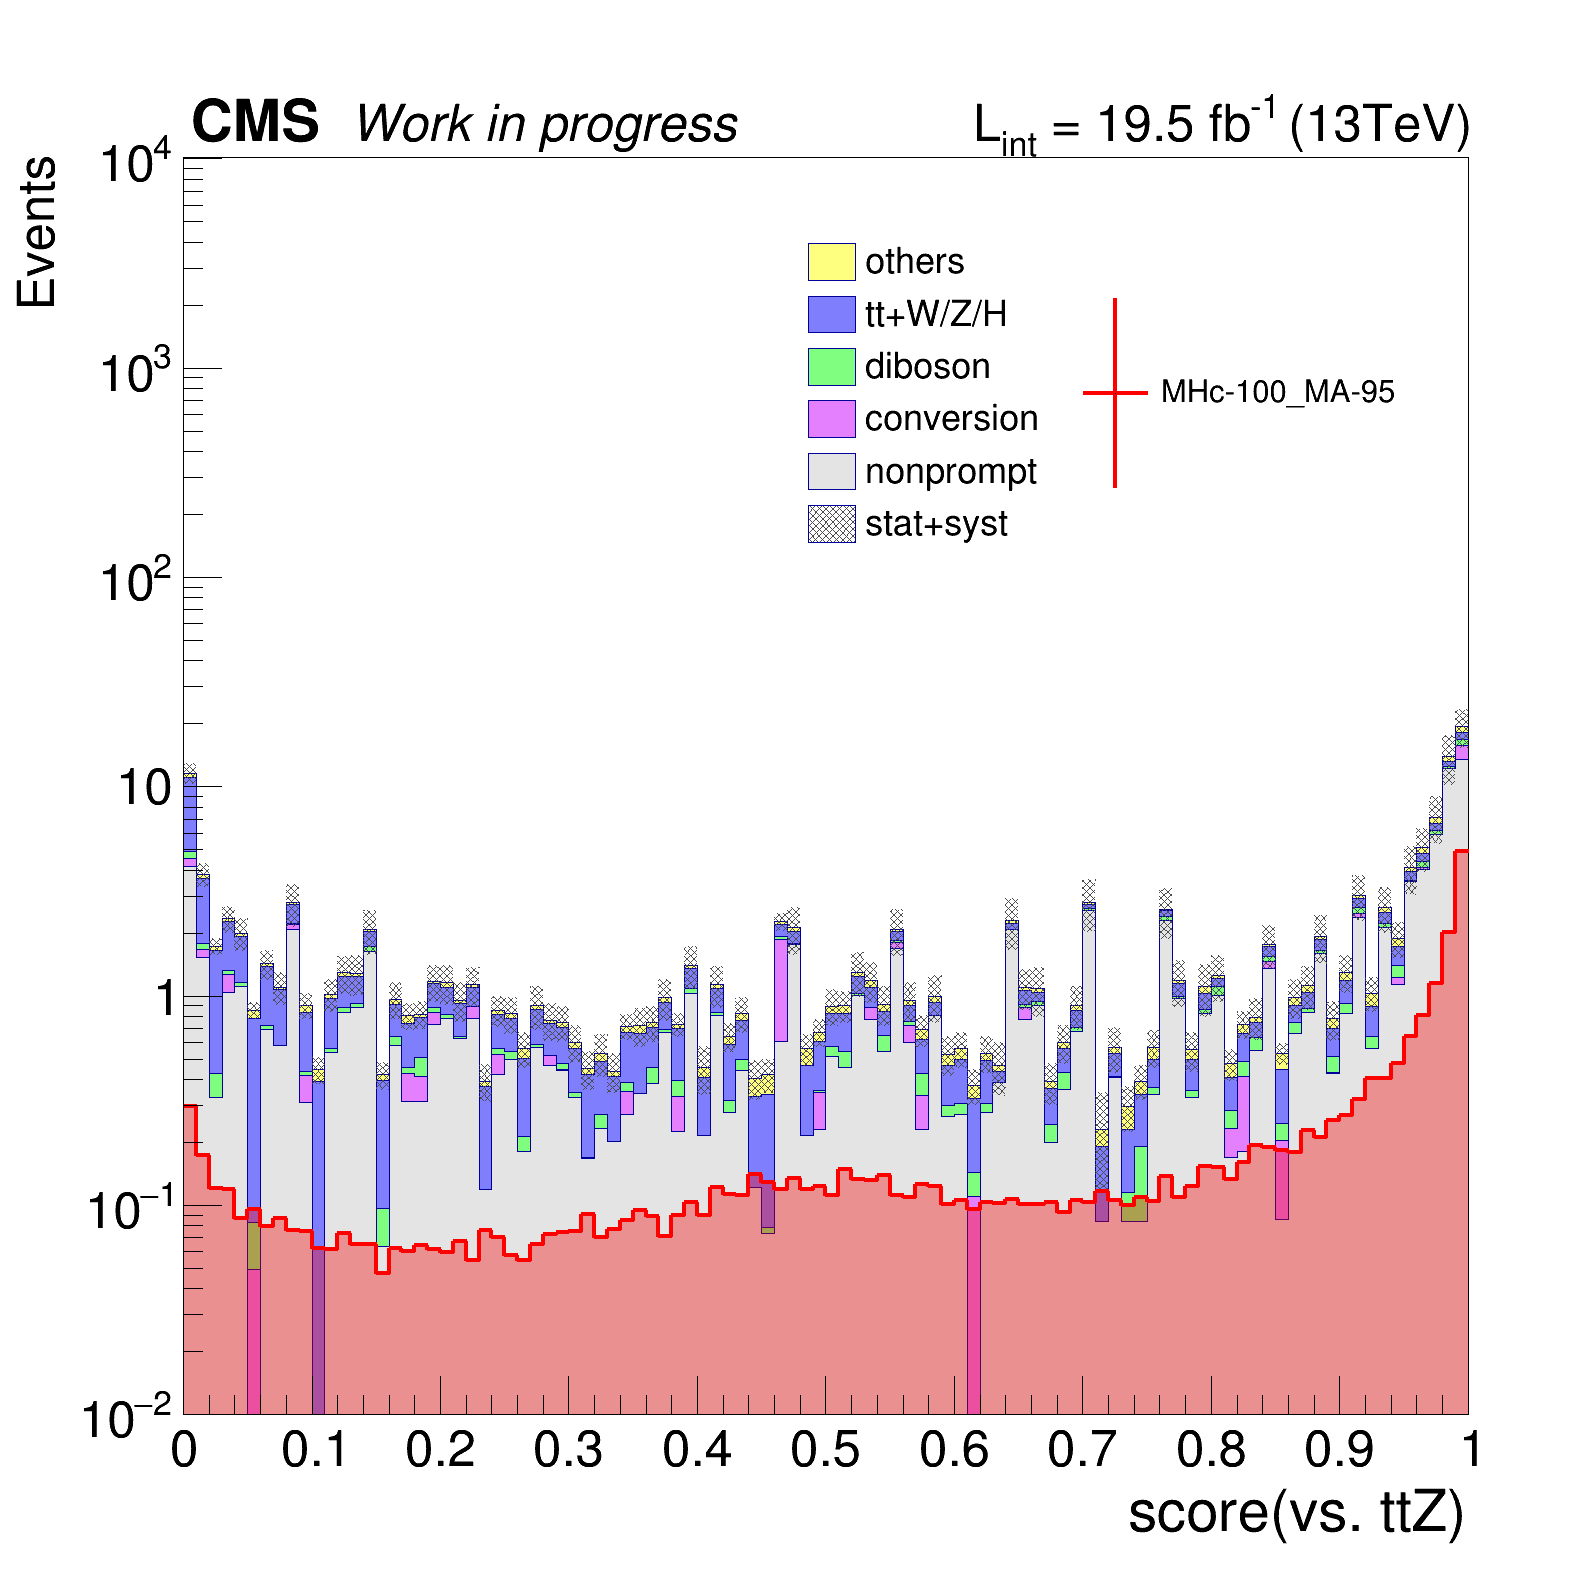 CMS Work in progress L_int = 19.5 fb^-1 (13TeV)
Events
10^4
10^3
10^2
10
1
10^−1
10^−2
others
tt+W/Z/H
diboson
conversion
nonprompt
stat+syst
MHc-100_MA-95
0 0.1 0.2 0.3 0.4 0.5 0.6 0.7 0.8 0.9 1
score(vs. ttZ)